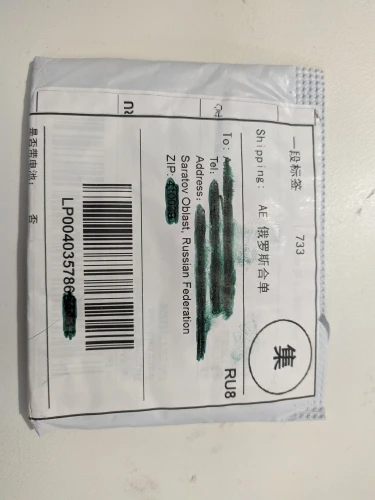 一段标签 733
Shipping: AE 俄罗斯合单
集
RU8
To:
Tel:
Address:
Saratov Oblast, Russian Federation
ZIP:
LP004035786
是否带电池: 否